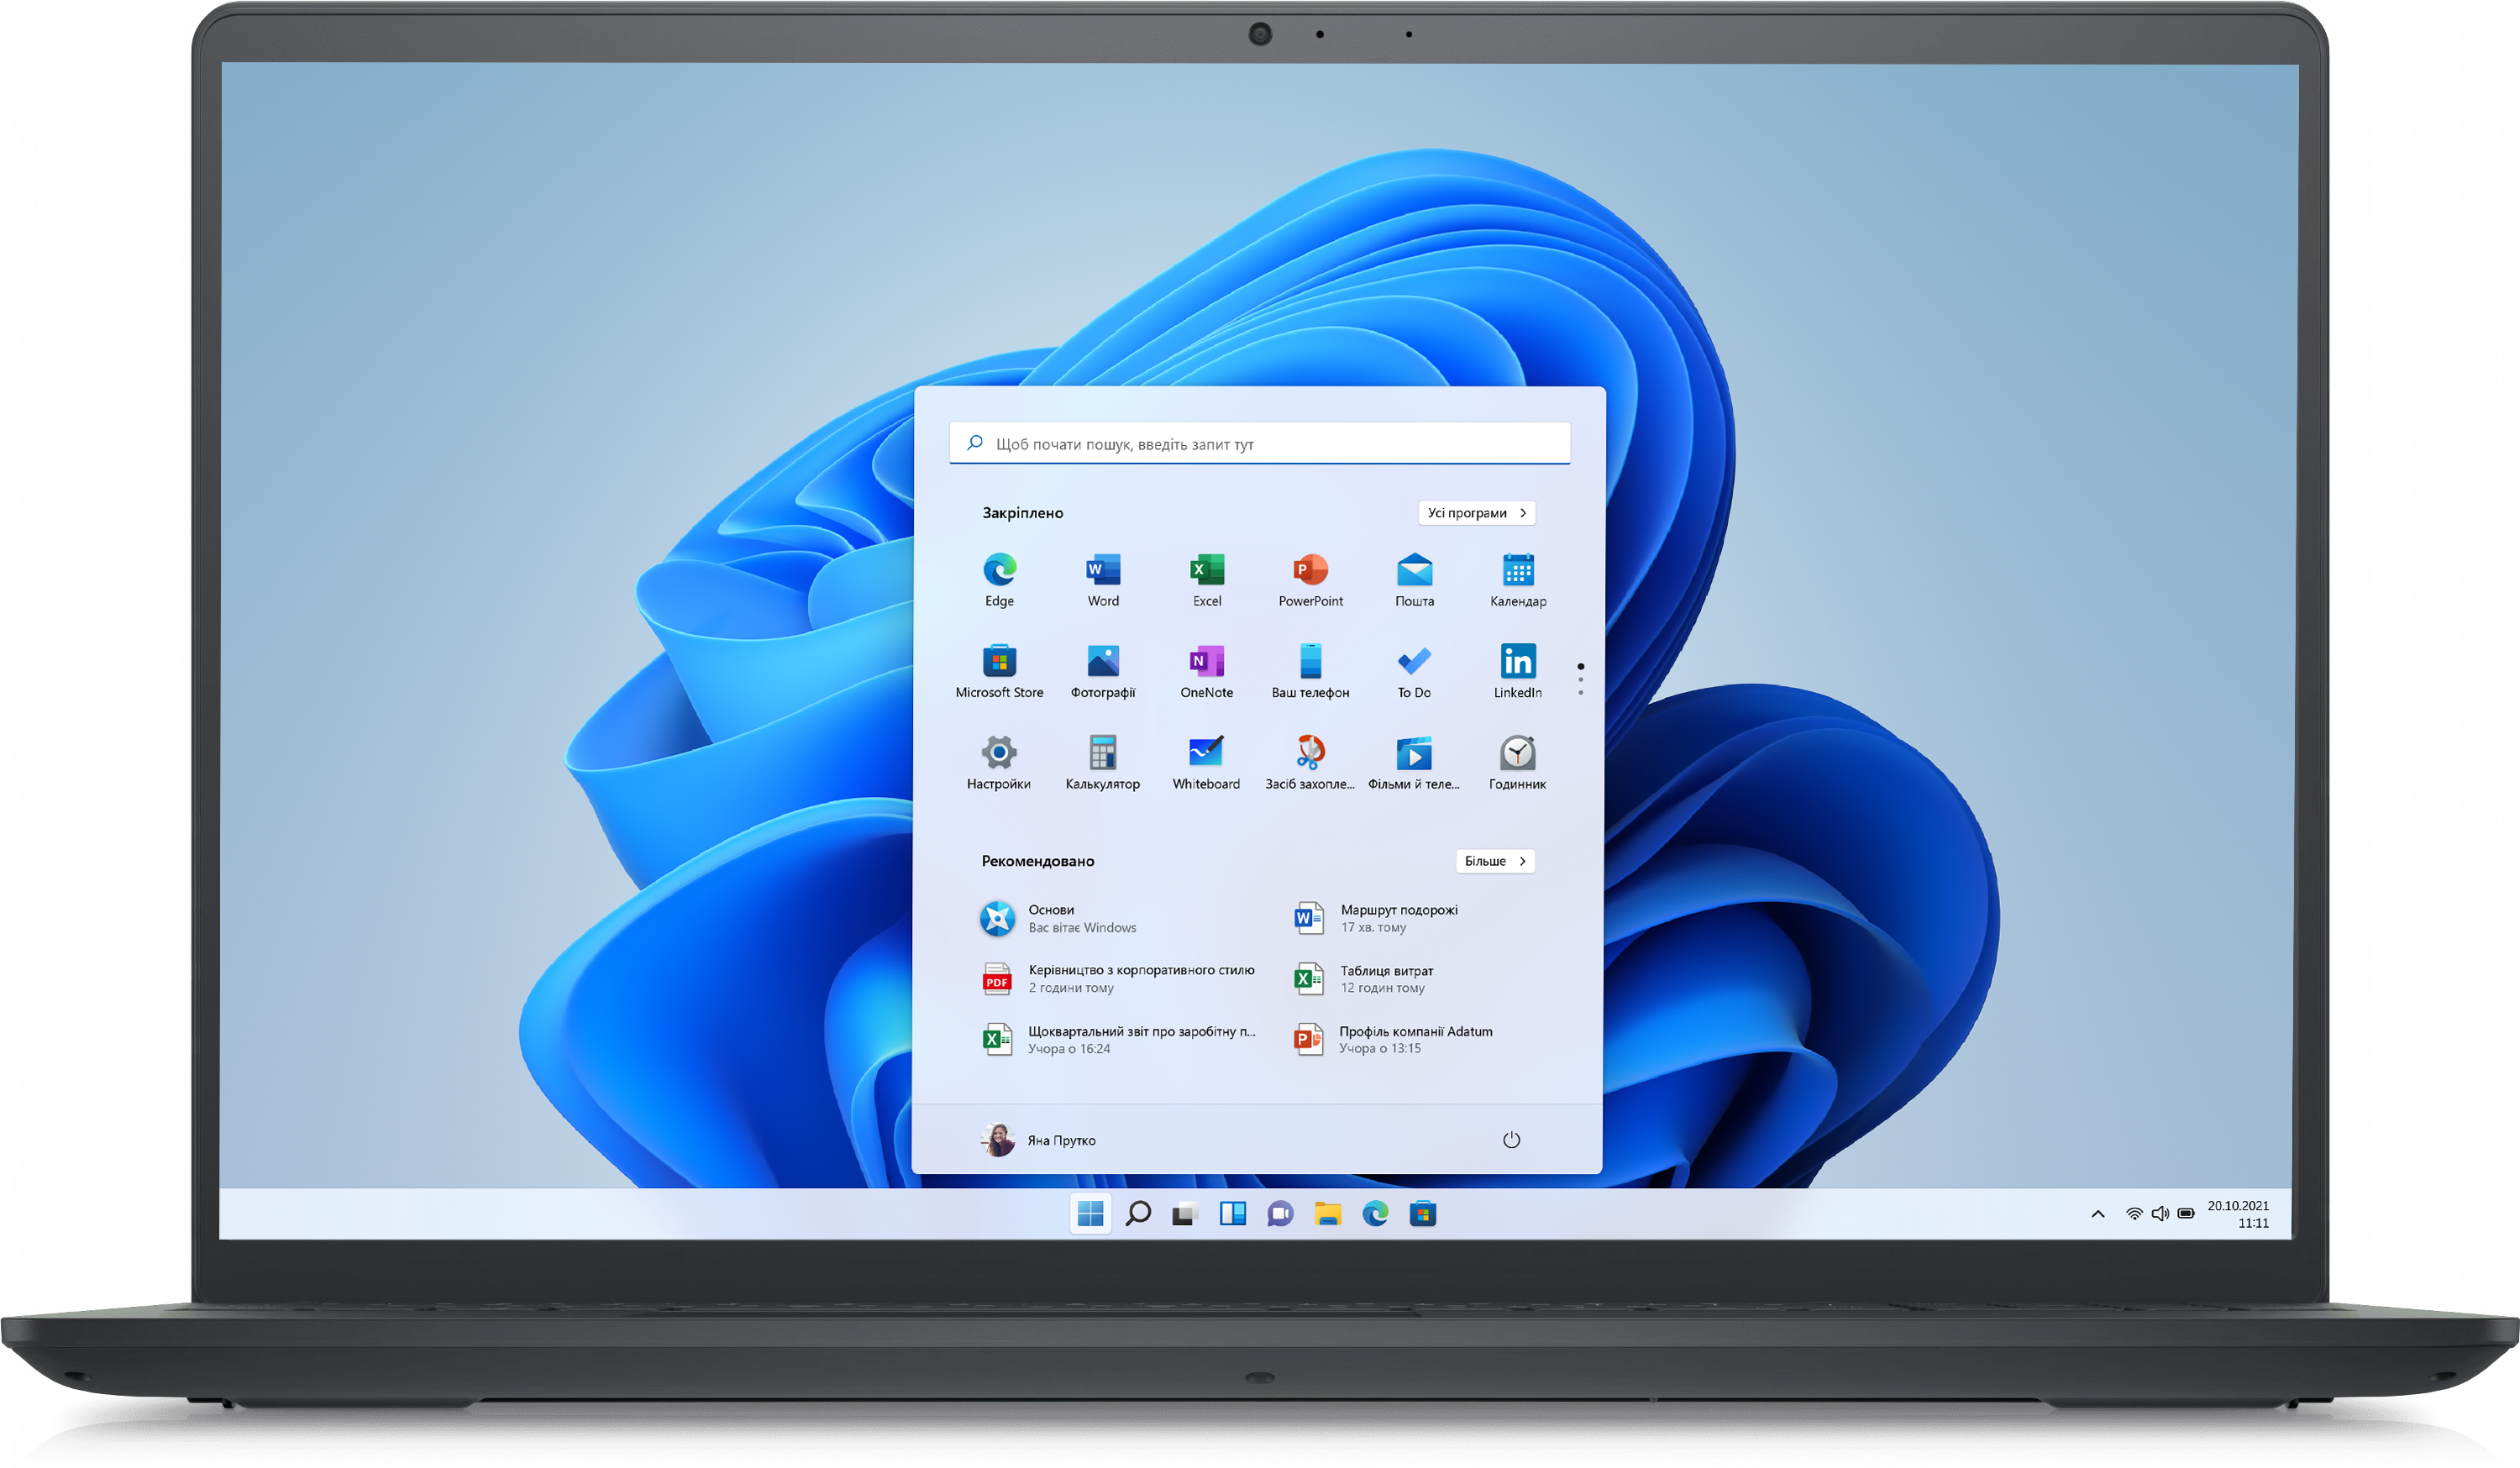 Щоб почати пошук, введіть запит тут
Закріплено
Усі програми
Edge
Word
Excel
PowerPoint
Пошта
Календар
Microsoft Store
Фотографії
OneNote
Ваш телефон
To Do
LinkedIn
Настройки
Калькулятор
Whiteboard
Засіб захопле...
Фільми й теле...
Годинник
Рекомендовано
Більше
Основи
Вас вітає Windows
Маршрут подорожі
17 хв. тому
PDF
Керівництво з корпоративного стилю
2 години тому
Таблиця витрат
12 годин тому
Щоквартальний звіт про заробітну п...
Учора о 16:24
Профіль компанії Adatum
Учора о 13:15
Яна Прутко
20.10.2021
11:11